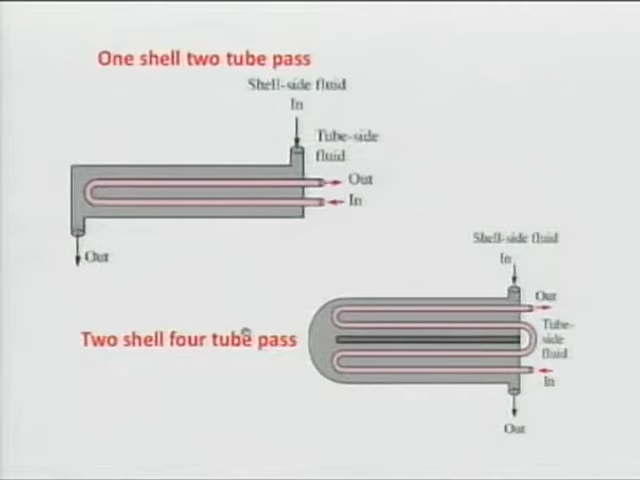 One shell two tube pass
Shell-side fluid
In
Tube-side
fluid
Out
In
Out
Shell-side fluid
In
Out
Two shell four tube pass
Tube-
side
fluid
In
Out